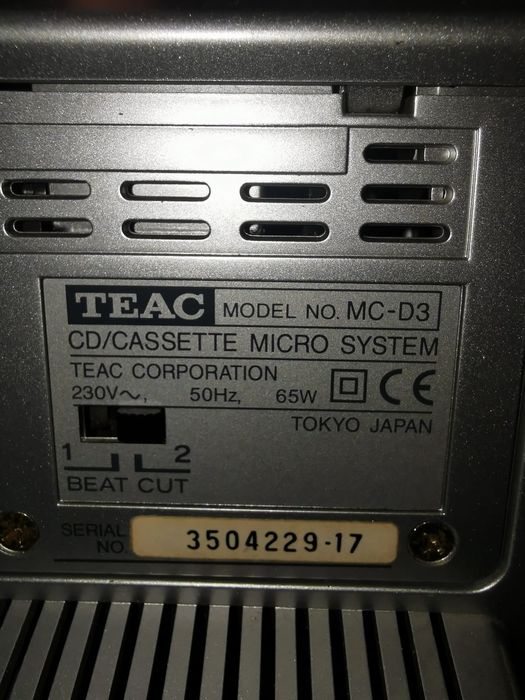 TEAC MODEL NO. MC-D3
CD/CASSETTE MICRO SYSTEM
TEAC CORPORATION
230V~, 50Hz, 65W CE
TOKYO JAPAN
1 2
BEAT CUT
SERIAL NO. 3504229-17